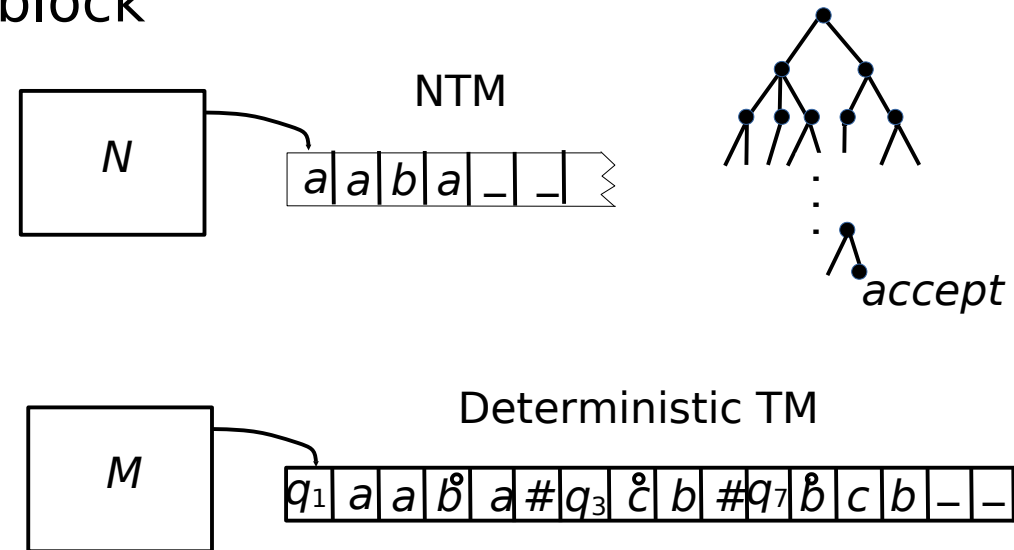 block
NTM
N
a a b a _ _
accept
Deterministic TM
M
q₁ a a b̊ a # q₃ c̊ b # q₇ b̊ c b _ _